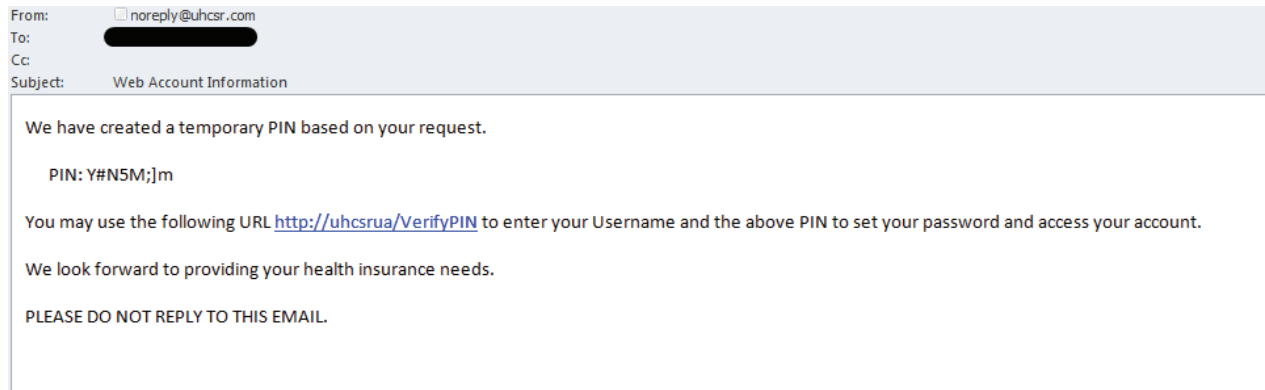 From: noreply@uhcsr.com
To:
Cc:
Subject: Web Account Information
We have created a temporary PIN based on your request.
PIN: Y#N5M;]m
You may use the following URL http://uhcsrua/VerifyPIN to enter your Username and the above PIN to set your password and access your account.
We look forward to providing your health insurance needs.
PLEASE DO NOT REPLY TO THIS EMAIL.